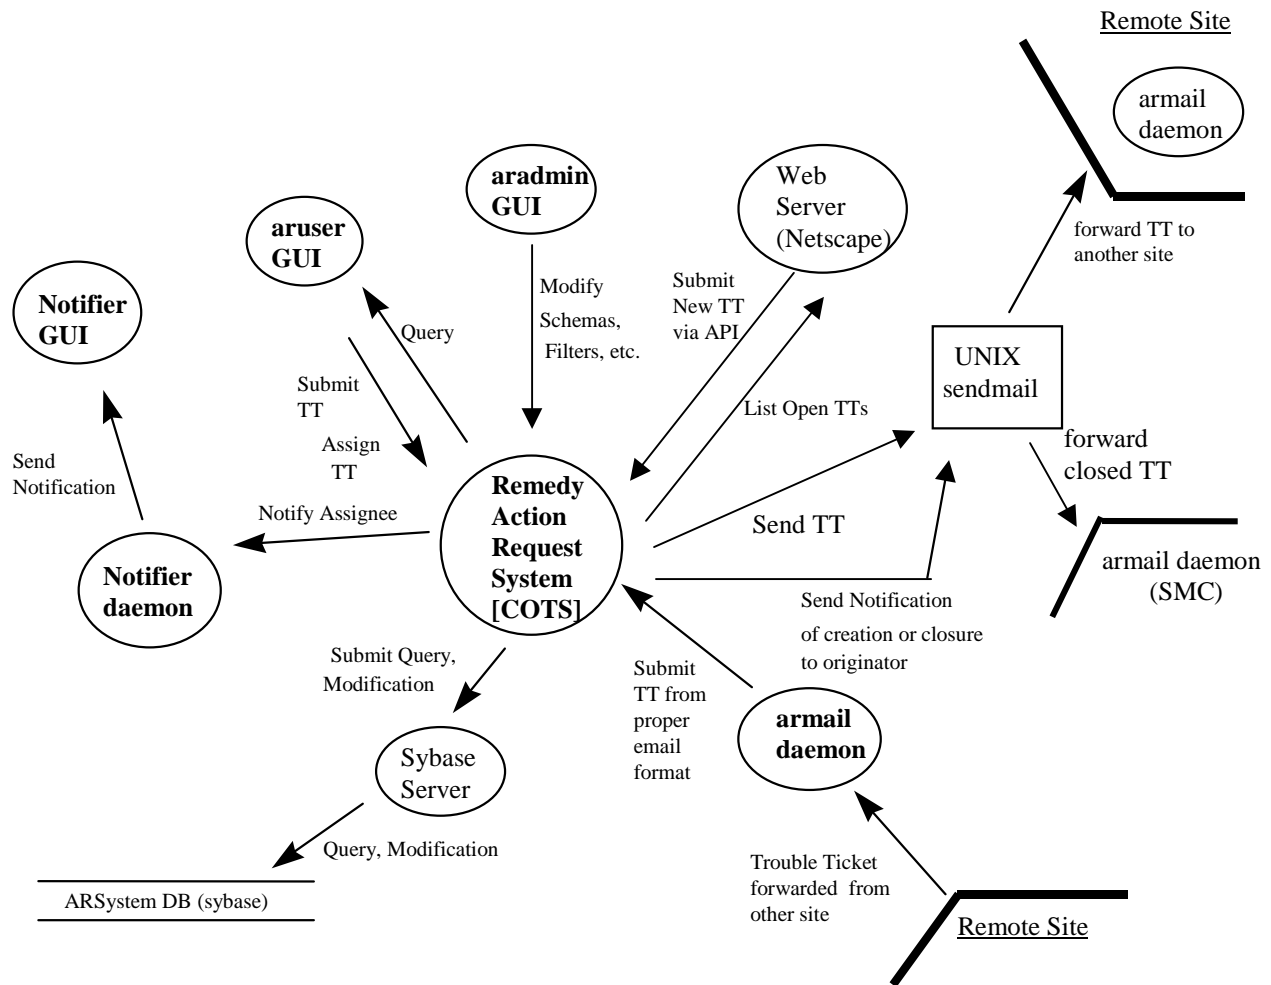 Remote Site
armail
daemon
aradmin
GUI
Web
Server
(Netscape)
aruser
GUI
forward TT to
another site
Notifier
GUI
Modify
Schemas,
Filters, etc.
Submit
New TT
via API
Query
UNIX
sendmail
Submit
TT
List Open TTs
Assign
TT
forward
closed TT
Send
Notification
Remedy
Action
Request
System
[COTS]
Notify Assignee
Send TT
Notifier
daemon
armail daemon
(SMC)
Send Notification
of creation or closure
to originator
Submit Query,
Modification
Submit
TT from
proper
email
format
armail
daemon
Sybase
Server
Query, Modification
Trouble Ticket
forwarded from
other site
ARSystem DB (sybase)
Remote Site